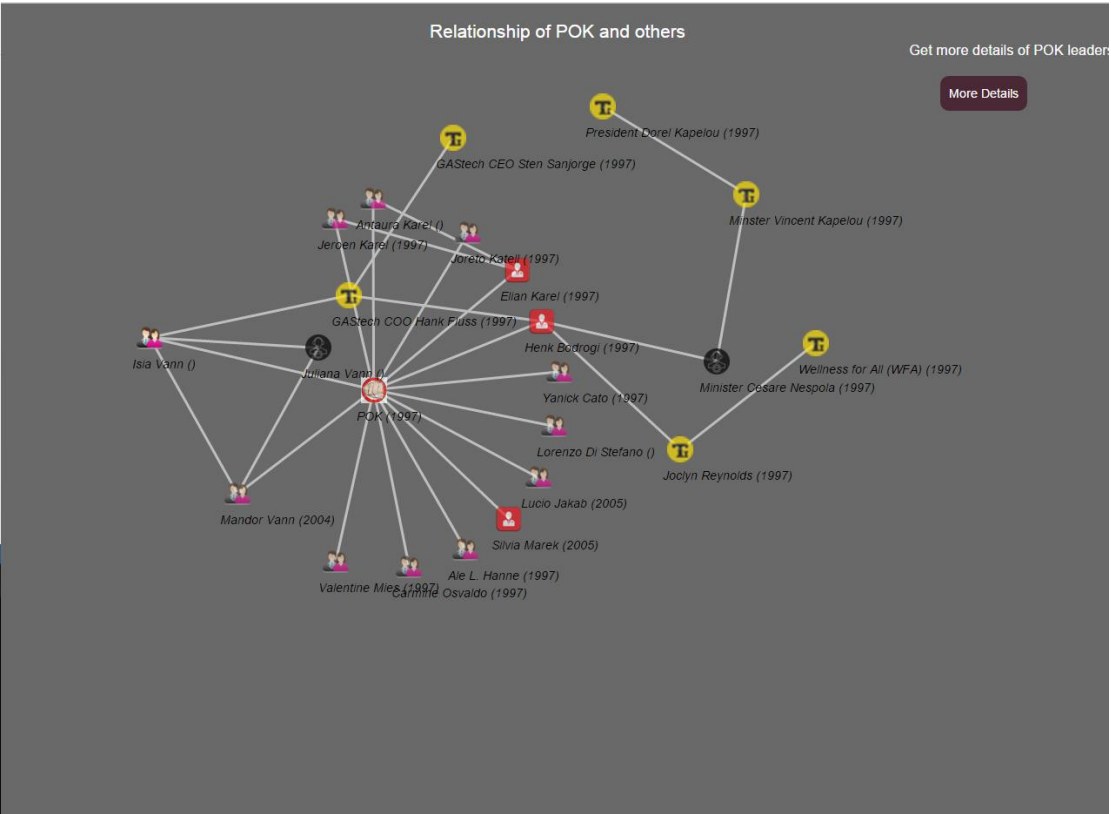 Relationship of POK and others
Get more details of POK leaders
More Details
President Dorel Kapelou (1997)
GAStech CEO Sten Sanjorge (1997)
Minster Vincent Kapelou (1997)
Antaura Karel ()
Jeroen Karel (1997)
Joreto Katell (1997)
Elian Karel (1997)
GAStech COO Hank Fluss (1997)
Henk Bodrogi (1997)
Isia Vann ()
Juliana Vann ()
Wellness for All (WFA) (1997)
Minister Cesare Nespola (1997)
Yanick Cato (1997)
POK (1997)
Lorenzo Di Stefano ()
Joclyn Reynolds (1997)
Lucio Jakab (2005)
Mandor Vann (2004)
Silvia Marek (2005)
Ale L. Hanne (1997)
Valentine Mies (1997)
Carmine Osvaldo (1997)